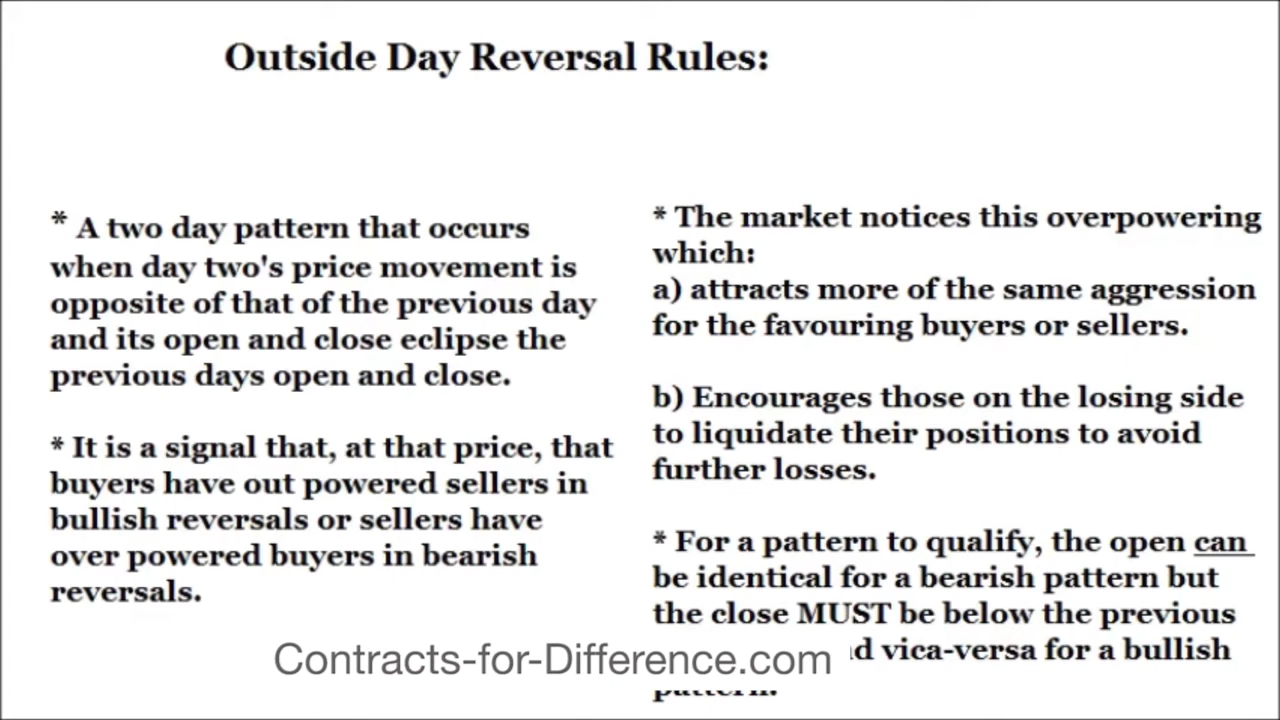 Outside Day Reversal Rules:
* A two day pattern that occurs
when day two's price movement is
opposite of that of the previous day
and its open and close eclipse the
previous days open and close.
* It is a signal that, at that price, that
buyers have out powered sellers in
bullish reversals or sellers have
over powered buyers in bearish
reversals.
* The market notices this overpowering
which:
a) attracts more of the same aggression
for the favouring buyers or sellers.
b) Encourages those on the losing side
to liquidate their positions to avoid
further losses.
* For a pattern to qualify, the open can
be identical for a bearish pattern but
the close MUST be below the previous
vica-versa for a bullish
pattern.
Contracts-for-Difference.com